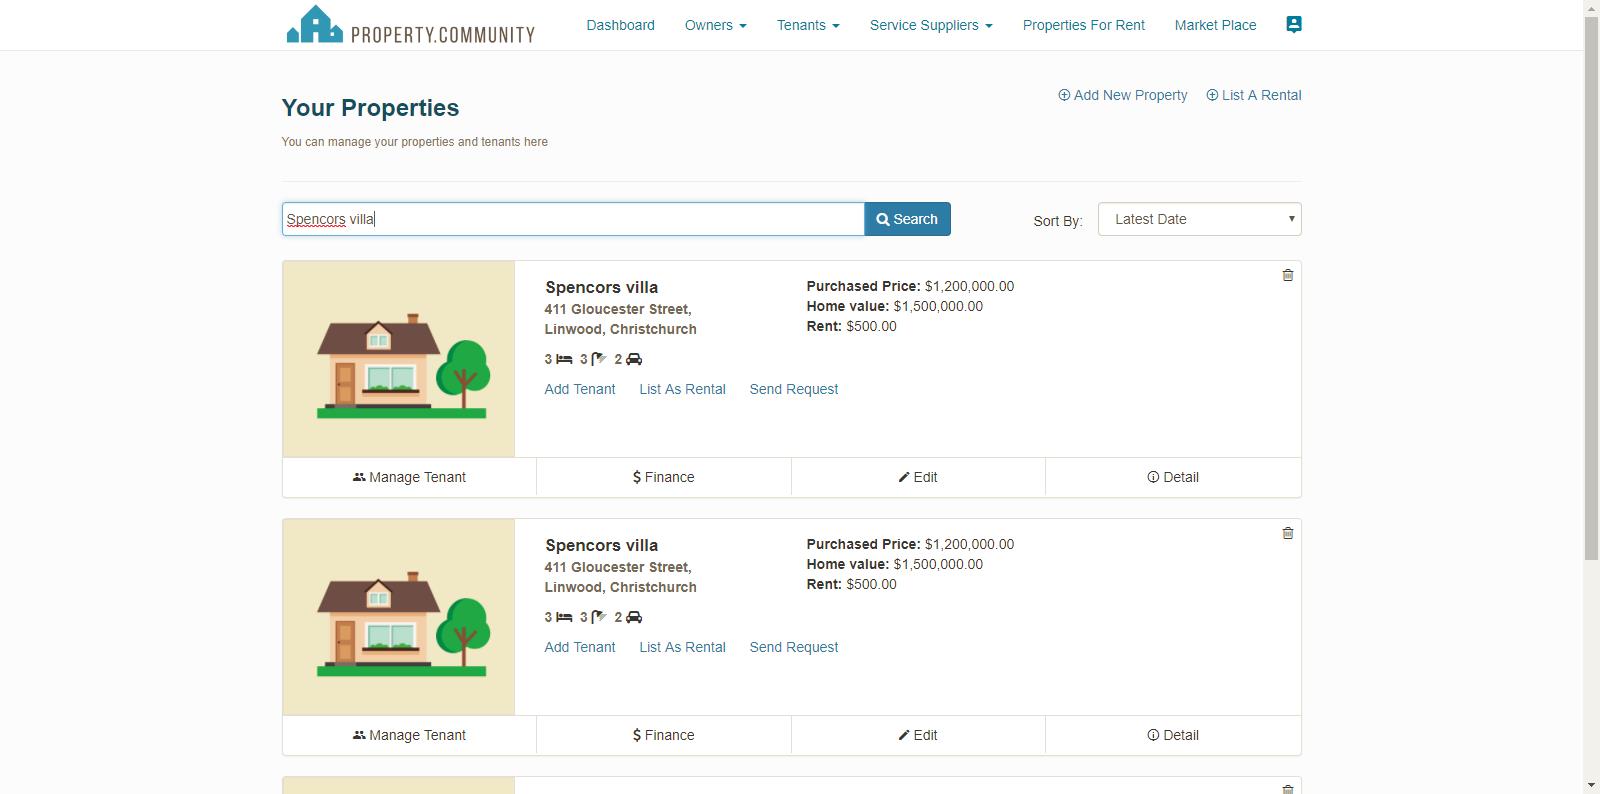 PROPERTY.COMMUNITY
Dashboard Owners Tenants Service Suppliers Properties For Rent Market Place
Your Properties
Add New Property List A Rental
You can manage your properties and tenants here
Spencors villa Search Sort By: Latest Date
Spencors villa
411 Gloucester Street,
Linwood, Christchurch
3 3 2
Add Tenant List As Rental Send Request
Purchased Price: $1,200,000.00
Home value: $1,500,000.00
Rent: $500.00
Manage Tenant $ Finance Edit Detail
Spencors villa
411 Gloucester Street,
Linwood, Christchurch
3 3 2
Add Tenant List As Rental Send Request
Purchased Price: $1,200,000.00
Home value: $1,500,000.00
Rent: $500.00
Manage Tenant $ Finance Edit Detail